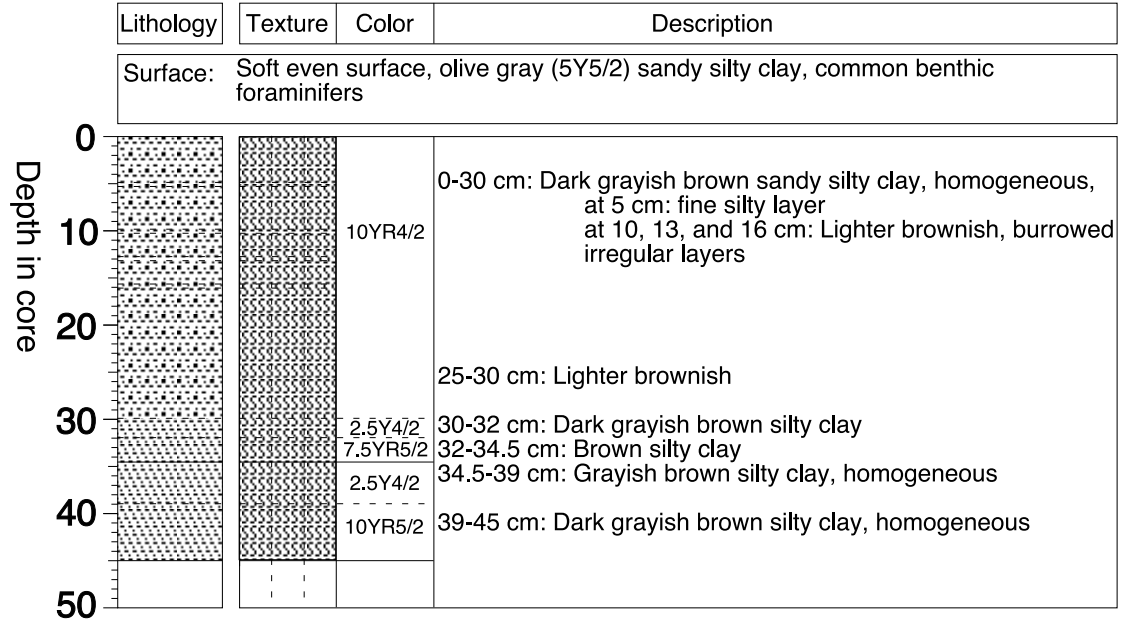 Lithology Texture Color Description
Surface: Soft even surface, olive gray (5Y5/2) sandy silty clay, common benthic
foraminifers
Depth in core
0
10
20
30
40
50
10YR4/2
2.5Y4/2
7.5YR5/2
2.5Y4/2
10YR5/2
0-30 cm: Dark grayish brown sandy silty clay, homogeneous,
at 5 cm: fine silty layer
at 10, 13, and 16 cm: Lighter brownish, burrowed
irregular layers
25-30 cm: Lighter brownish
30-32 cm: Dark grayish brown silty clay
32-34.5 cm: Brown silty clay
34.5-39 cm: Grayish brown silty clay, homogeneous
39-45 cm: Dark grayish brown silty clay, homogeneous